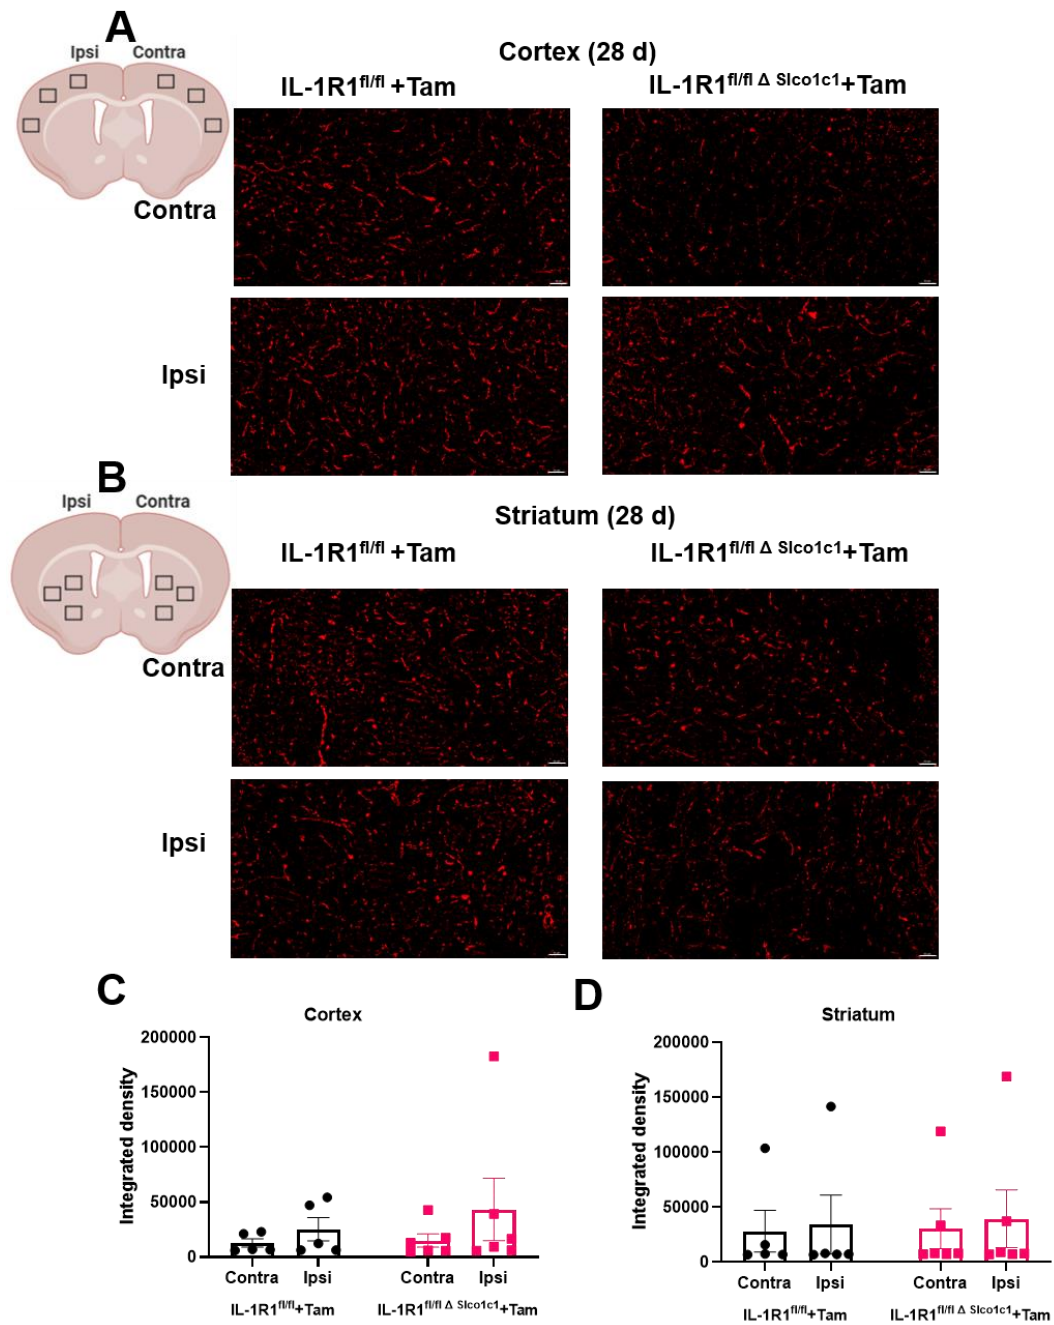 A
Ipsi Contra
Cortex (28 d)
IL-1R1fl/fl +Tam
IL-1R1fl/fl Δ Slco1c1+Tam
Contra
Ipsi
B
Ipsi Contra
Striatum (28 d)
IL-1R1fl/fl +Tam
IL-1R1fl/fl Δ Slco1c1+Tam
Contra
Ipsi
C
Cortex
Integrated density
200000
150000
100000
50000
0
Contra Ipsi Contra Ipsi
IL-1R1fl/fl+Tam IL-1R1fl/fl Δ Slco1c1+Tam
D
Striatum
Integrated density
200000
150000
100000
50000
0
Contra Ipsi Contra Ipsi
IL-1R1fl/fl+Tam IL-1R1fl/fl Δ Slco1c1+Tam